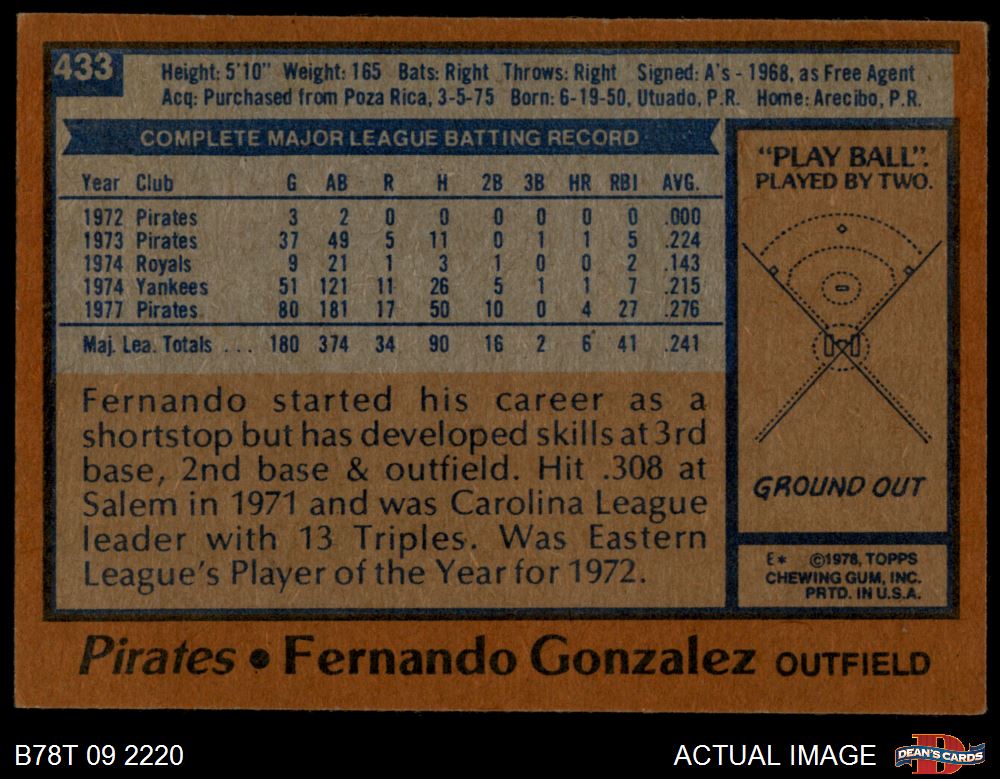 433
Height: 5'10" Weight: 165 Bats: Right Throws: Right Signed: A's - 1968, as Free Agent
Acq: Purchased from Poza Rica, 3-5-75 Born: 6-19-50, Utuado, P.R. Home: Arecibo, P.R.
COMPLETE MAJOR LEAGUE BATTING RECORD
Year Club G AB R H 2B 3B HR RBI AVG.
1972 Pirates 3 2 0 0 0 0 0 0 .000
1973 Pirates 37 49 5 11 0 1 1 5 .224
1974 Royals 9 21 1 3 1 0 0 2 .143
1974 Yankees 51 121 11 26 5 1 1 7 .215
1977 Pirates 80 181 17 50 10 0 4 27 .276
Maj. Lea. Totals ... 180 374 34 90 16 2 6 41 .241
Fernando started his career as a
shortstop but has developed skills at 3rd
base, 2nd base & outfield. Hit .308 at
Salem in 1971 and was Carolina League
leader with 13 Triples. Was Eastern
League's Player of the Year for 1972.
"PLAY BALL":
PLAYED BY TWO.
GROUND OUT
E* ©1978, TOPPS
CHEWING GUM, INC.
PRTD. IN U.S.A.
Pirates • Fernando Gonzalez OUTFIELD
B78T 09 2220
ACTUAL IMAGE
D
DEAN'S CARDS